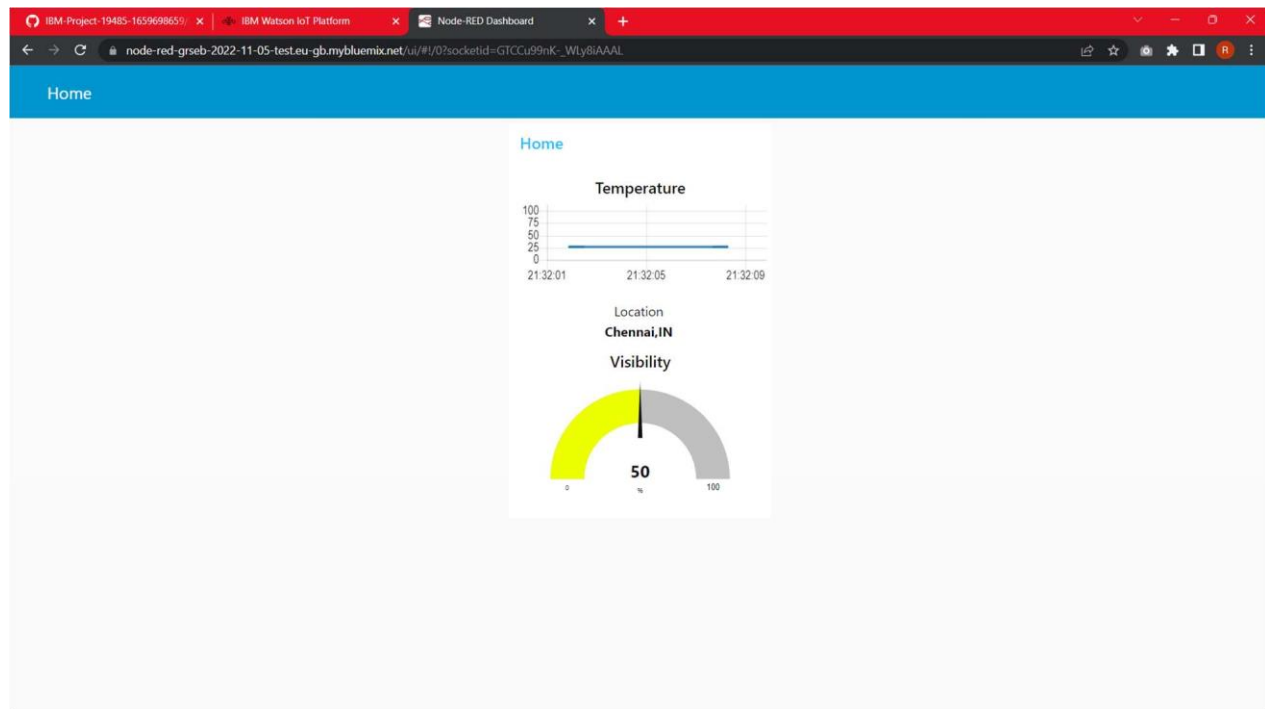 IBM-Project-19485-1659698659/
IBM Watson IoT Platform
Node-RED Dashboard
node-red-grseb-2022-11-05-test.eu-gb.mybluemix.net/ui/#!/0?socketid=GTCCu99nK-_WLy8iAAAL
R
Home
Home
Temperature
100
75
50
25
0
21:32:01 21:32:05 21:32:09
Location
Chennai,IN
Visibility
50
0 % 100